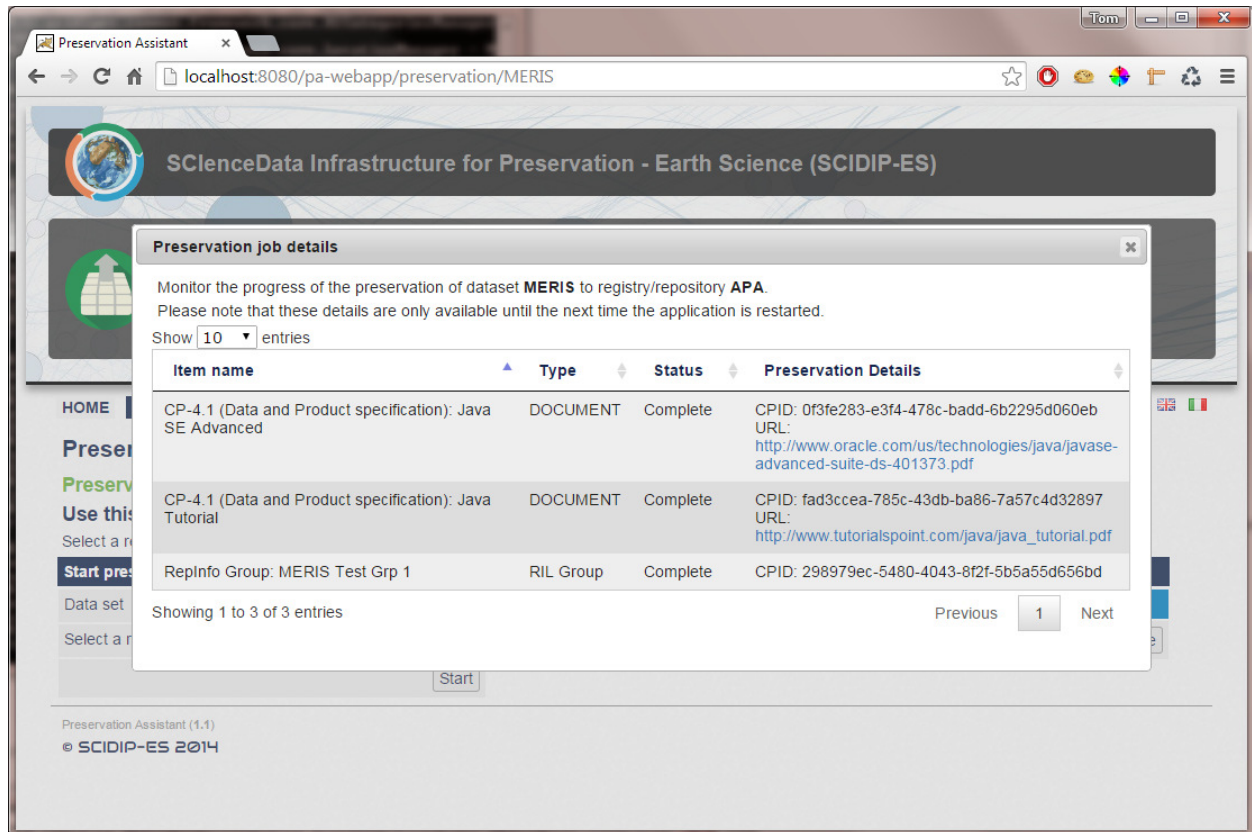 Tom
Preservation Assistant
localhost:8080/pa-webapp/preservation/MERIS
SCIenceData Infrastructure for Preservation - Earth Science (SCIDIP-ES)
Preservation job details
Monitor the progress of the preservation of dataset MERIS to registry/repository APA.
Please note that these details are only available until the next time the application is restarted.
Show 10 entries
Item name Type Status Preservation Details
CP-4.1 (Data and Product specification): Java SE Advanced
DOCUMENT
Complete
CPID: 0f3fe283-e3f4-478c-badd-6b2295d060eb
URL:
http://www.oracle.com/us/technologies/java/javase-
advanced-suite-ds-401373.pdf
CP-4.1 (Data and Product specification): Java
Tutorial
DOCUMENT
Complete
CPID: fad3ccea-785c-43db-ba86-7a57c4d32897
URL:
http://www.tutorialspoint.com/java/java_tutorial.pdf
RepInfo Group: MERIS Test Grp 1 RIL Group Complete CPID: 298979ec-5480-4043-8f2f-5b5a55d656bd
Showing 1 to 3 of 3 entries
Previous 1 Next
HOME
Preser
Preserv
Use this
Select a re
Start pres
Data set
Select a r
Start
Preservation Assistant (1.1)
© SCIDIP-ES 2014